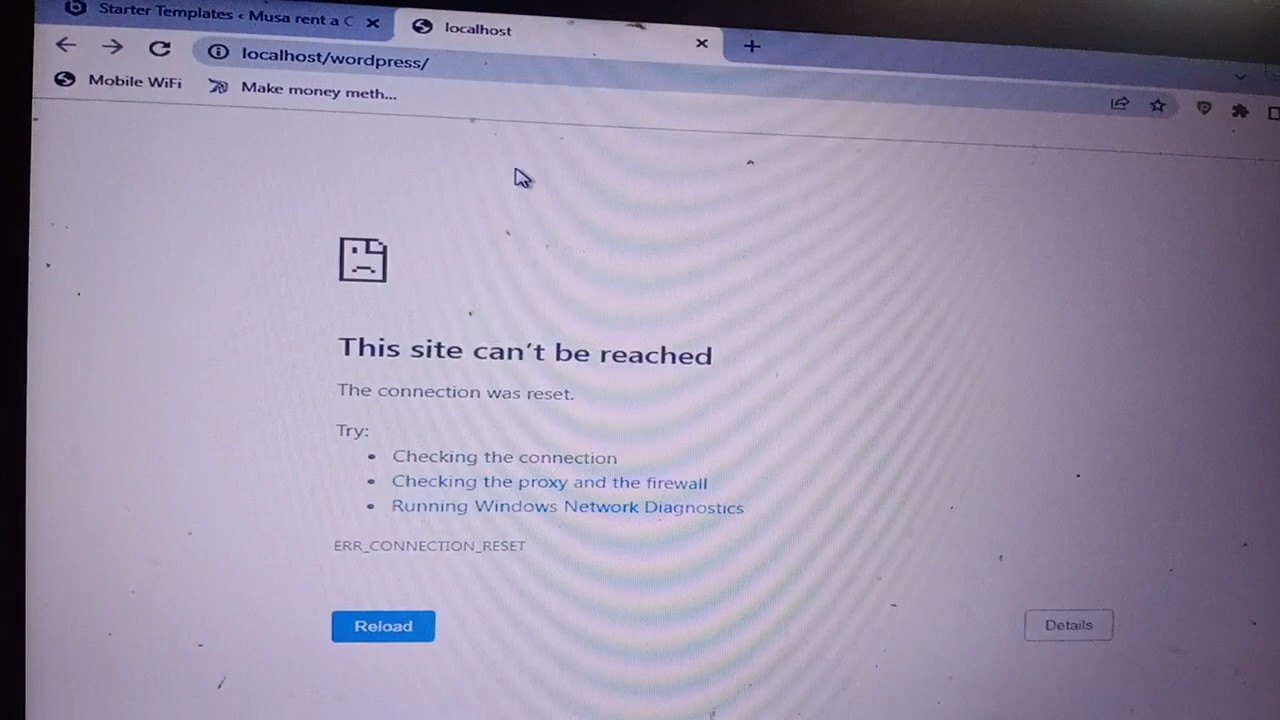 Starter Templates ‹ Musa rent a C
localhost
localhost/wordpress/
Mobile WiFi
Make money meth...
This site can't be reached
The connection was reset.
Try:
• Checking the connection
• Checking the proxy and the firewall
• Running Windows Network Diagnostics
ERR_CONNECTION_RESET
Reload
Details